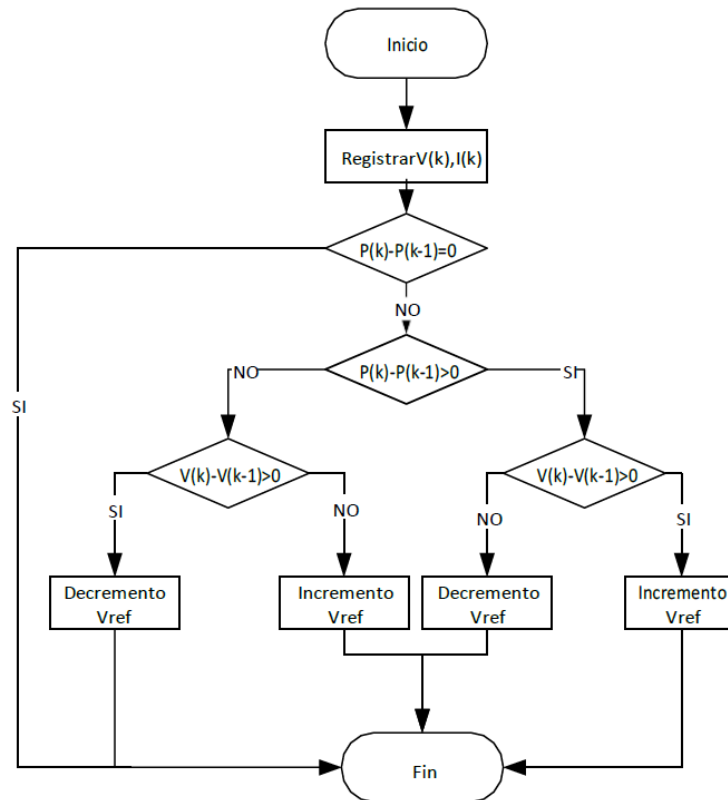 Inicio
RegistrarV(k),I(k)
P(k)-P(k-1)=0
NO
P(k)-P(k-1)>0
NO
SI
SI
V(k)-V(k-1)>0
V(k)-V(k-1)>0
SI
NO
NO
SI
Decremento
Vref
Incremento
Vref
Decremento
Vref
Incremento
Vref
Fin